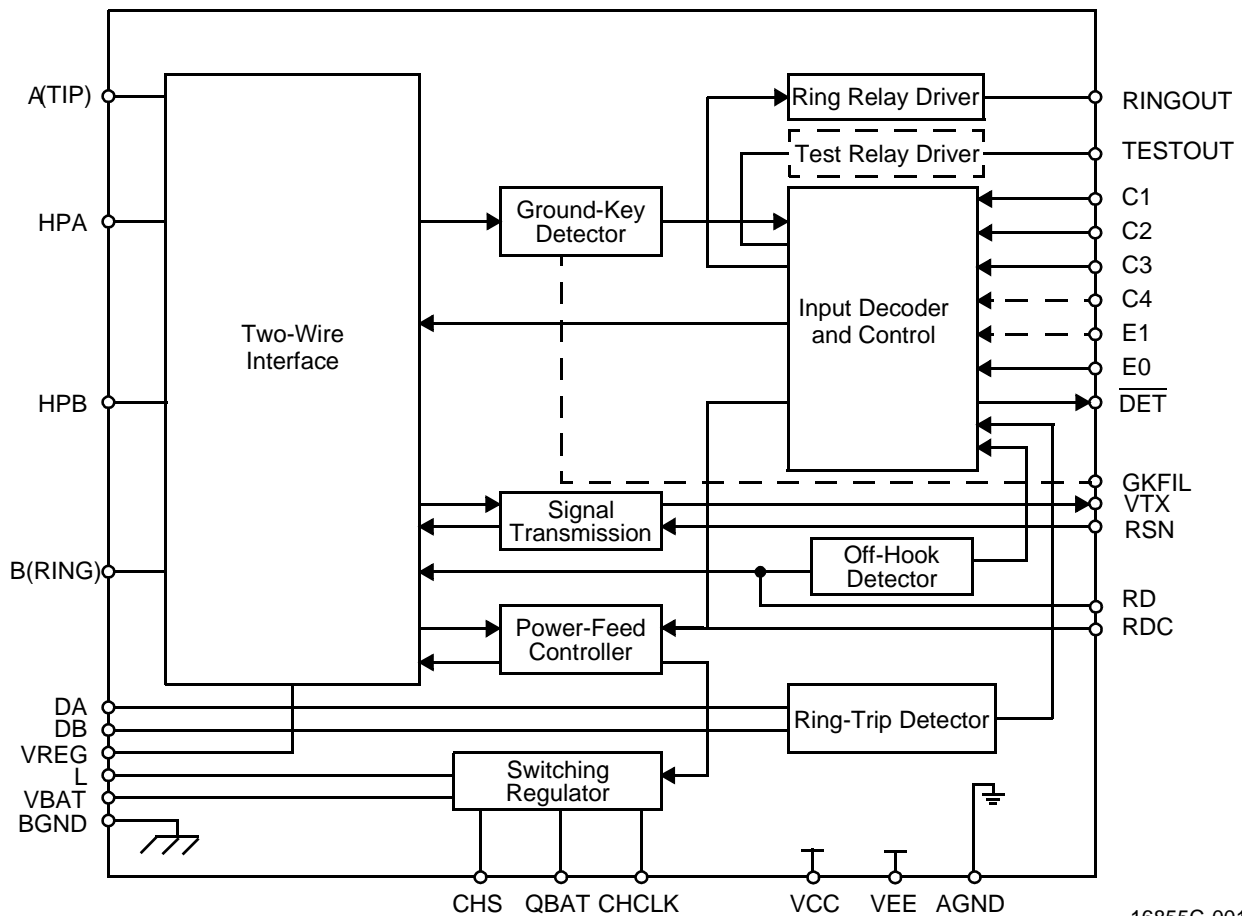 A(TIP)
HPA
HPB
B(RING)
DA
DB
VREG
L
VBAT
BGND
Two-Wire
Interface
Ground-Key
Detector
Signal
Transmission
Power-Feed
Controller
Switching
Regulator
Ring Relay Driver
Test Relay Driver
Input Decoder
and Control
Off-Hook
Detector
Ring-Trip Detector
RINGOUT
TESTOUT
C1
C2
C3
C4
E1
E0
DET
GKFIL
VTX
RSN
RD
RDC
CHS
QBAT
CHCLK
VCC
VEE
AGND